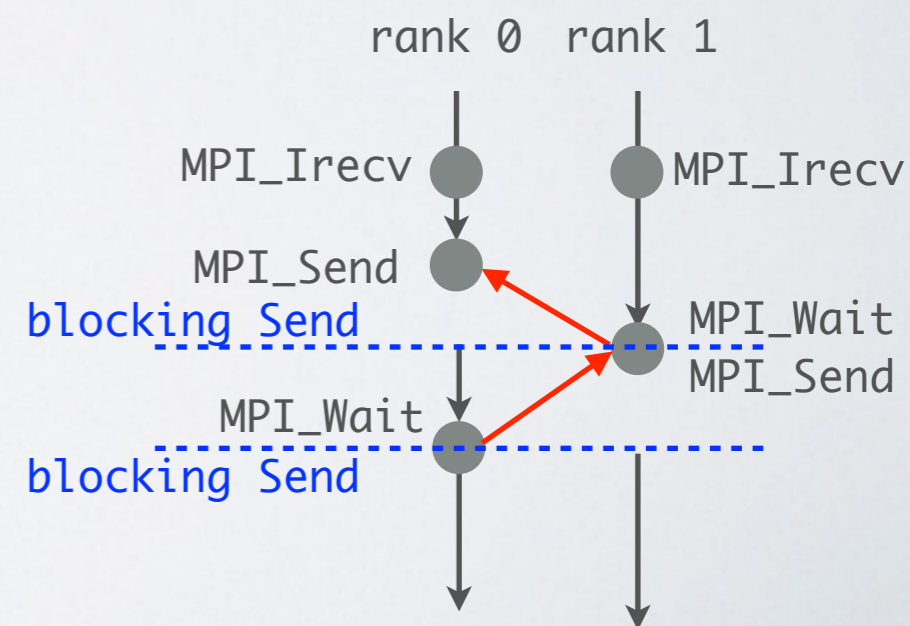 rank 0 rank 1
MPI_Irecv MPI_Irecv
MPI_Send
blocking Send
MPI_Wait
MPI_Send
MPI_Wait
blocking Send